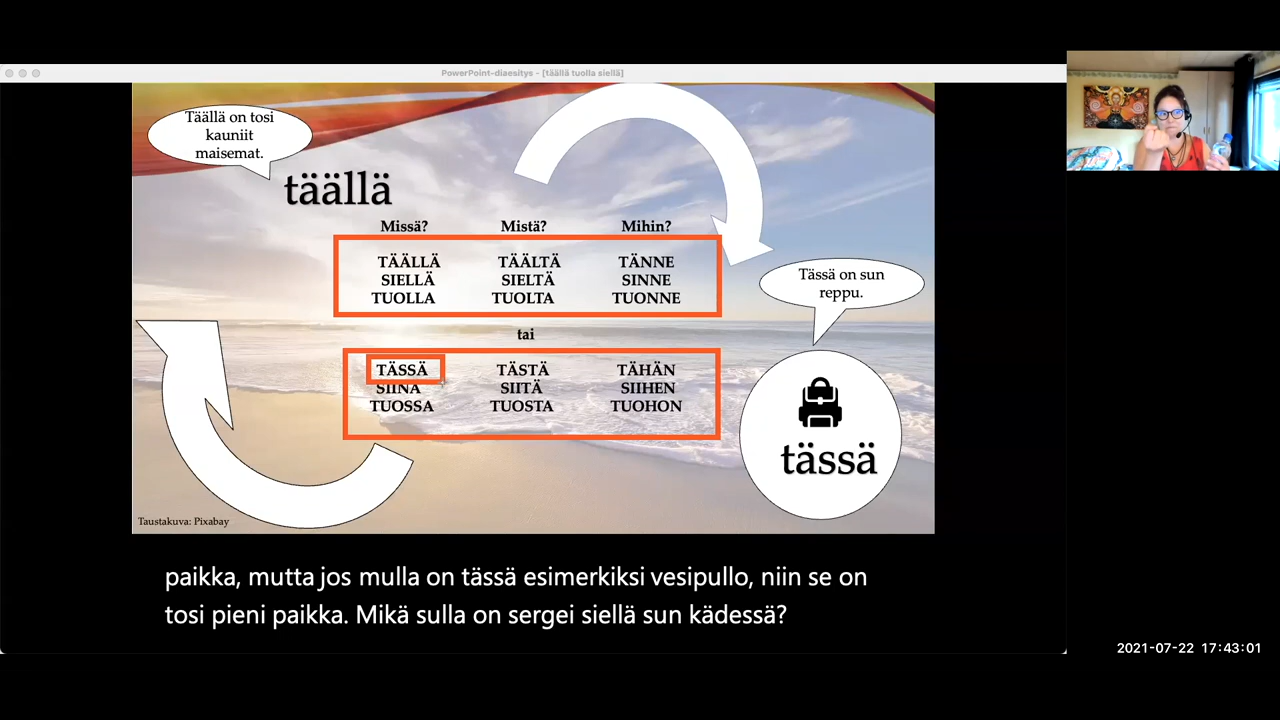 PowerPoint-diaesitys - [täällä tuolla siellä]
Täällä on tosi
kauniit
maisemat.
täällä
Missä? Mistä? Mihin?
TÄÄLLÄ TÄÄLTÄ TÄNNE
SIELLÄ SIELTÄ SINNE
TUOLLA TUOLTA TUONNE
Tässä on sun
reppu.
tai
TÄSSÄ TÄSTÄ TÄHÄN
SIINÄ SIITÄ SIIHEN
TUOSSA TUOSTA TUOHON
tässä
Taustakuva: Pixabay
paikka, mutta jos mulla on tässä esimerkiksi vesipullo, niin se on
tosi pieni paikka. Mikä sulla on sergei siellä sun kädessä?
2021-07-22 17:43:01